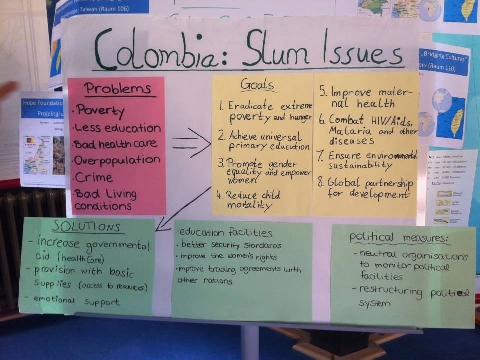 Colombia: Slum Issues
Problems
· Poverty
· Less education
· Bad health care
· Overpopulation
· Crime
· Bad Living
conditions
Goals
1. Eradicate extreme
poverty and hunger
2. Achieve universal
primary education
3. Promote gender
equality and empower
women
4. Reduce child
mortality
5. Improve mater-
nal health
6. Combat HIV/Aids,
Malaria and other
diseases
7. Ensure environmental
sustainability
8. Global partnership
for development
SOLUTIONS
- increase governmental
aid (health care)
- provision with basic
supplies (access to resources)
- emotional support
education facilities
· better security standards
· improve the women's rights
· improve trading agreements with
other nations
political measures:
- neutral organisations
to monitor political
facilities
- restructuring political
system
Taiwan (Raum 106)
Hope Foundation
(Raum 110)